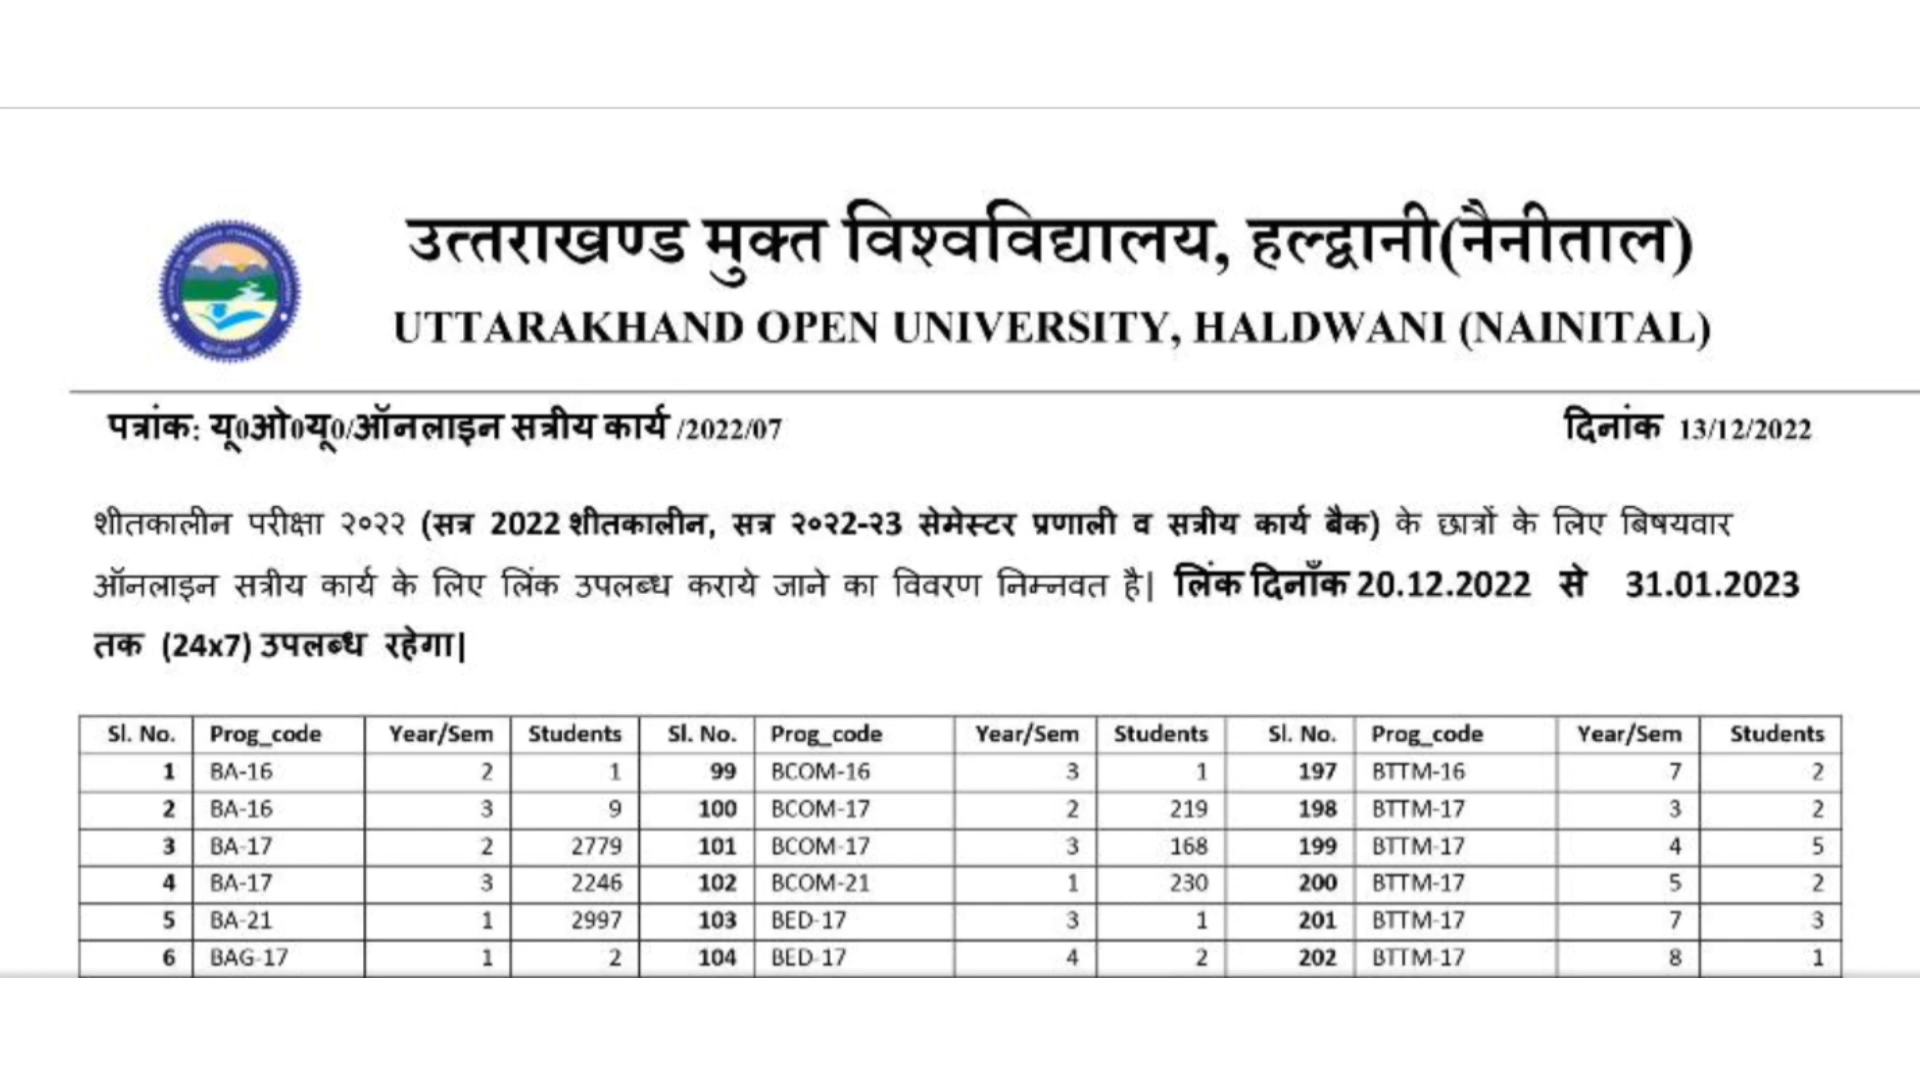 उत्तराखण्ड मुक्त विश्वविद्यालय, हल्द्वानी(नैनीताल)
UTTARAKHAND OPEN UNIVERSITY, HALDWANI (NAINITAL)
पत्रांक: यू0ओ0यू0/ऑनलाइन सत्रीय कार्य /2022/07 दिनांक 13/12/2022
शीतकालीन परीक्षा २०२२ (सत्र 2022 शीतकालीन, सत्र २०२2-२3 सेमेस्टर प्रणाली व सत्रीय कार्य बैक) के छात्रों के लिए बिषयवार
ऑनलाइन सत्रीय कार्य के लिए लिंक उपलब्ध कराये जाने का विवरण निम्नवत है| लिंक दिनाँक 20.12.2022 से 31.01.2023
तक (24x7) उपलब्ध रहेगा|
Sl. No. Prog_code Year/Sem Students Sl. No. Prog_code Year/Sem Students Sl. No. Prog_code Year/Sem Students
1 BA-16 2 1 99 BCOM-16 3 1 197 BTTM-16 7 2
2 BA-16 3 9 100 BCOM-17 2 219 198 BTTM-17 3 2
3 BA-17 2 2779 101 BCOM-17 3 168 199 BTTM-17 4 5
4 BA-17 3 2246 102 BCOM-21 1 230 200 BTTM-17 5 2
5 BA-21 1 2997 103 BED-17 3 1 201 BTTM-17 7 3
6 BAG-17 1 2 104 BED-17 4 2 202 BTTM-17 8 1